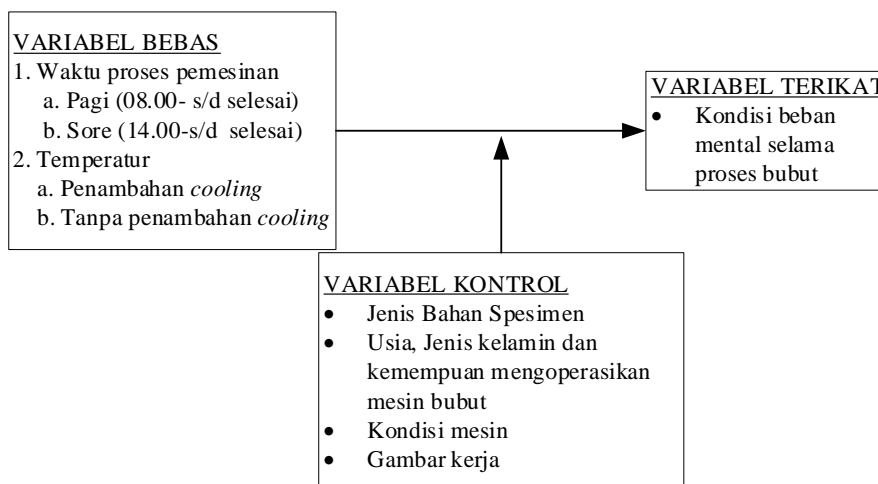 VARIABEL BEBAS
1. Waktu proses pemesinan
a. Pagi (08.00- s/d selesai)
b. Sore (14.00-s/d selesai)
2. Temperatur
a. Penambahan cooling
b. Tanpa penambahan cooling
VARIABEL TERIKAT
• Kondisi beban
mental selama
proses bubut
VARIABEL KONTROL
• Jenis Bahan Spesimen
• Usia, Jenis kelamin dan
kemempuan mengoperasikan
mesin bubut
• Kondisi mesin
• Gambar kerja